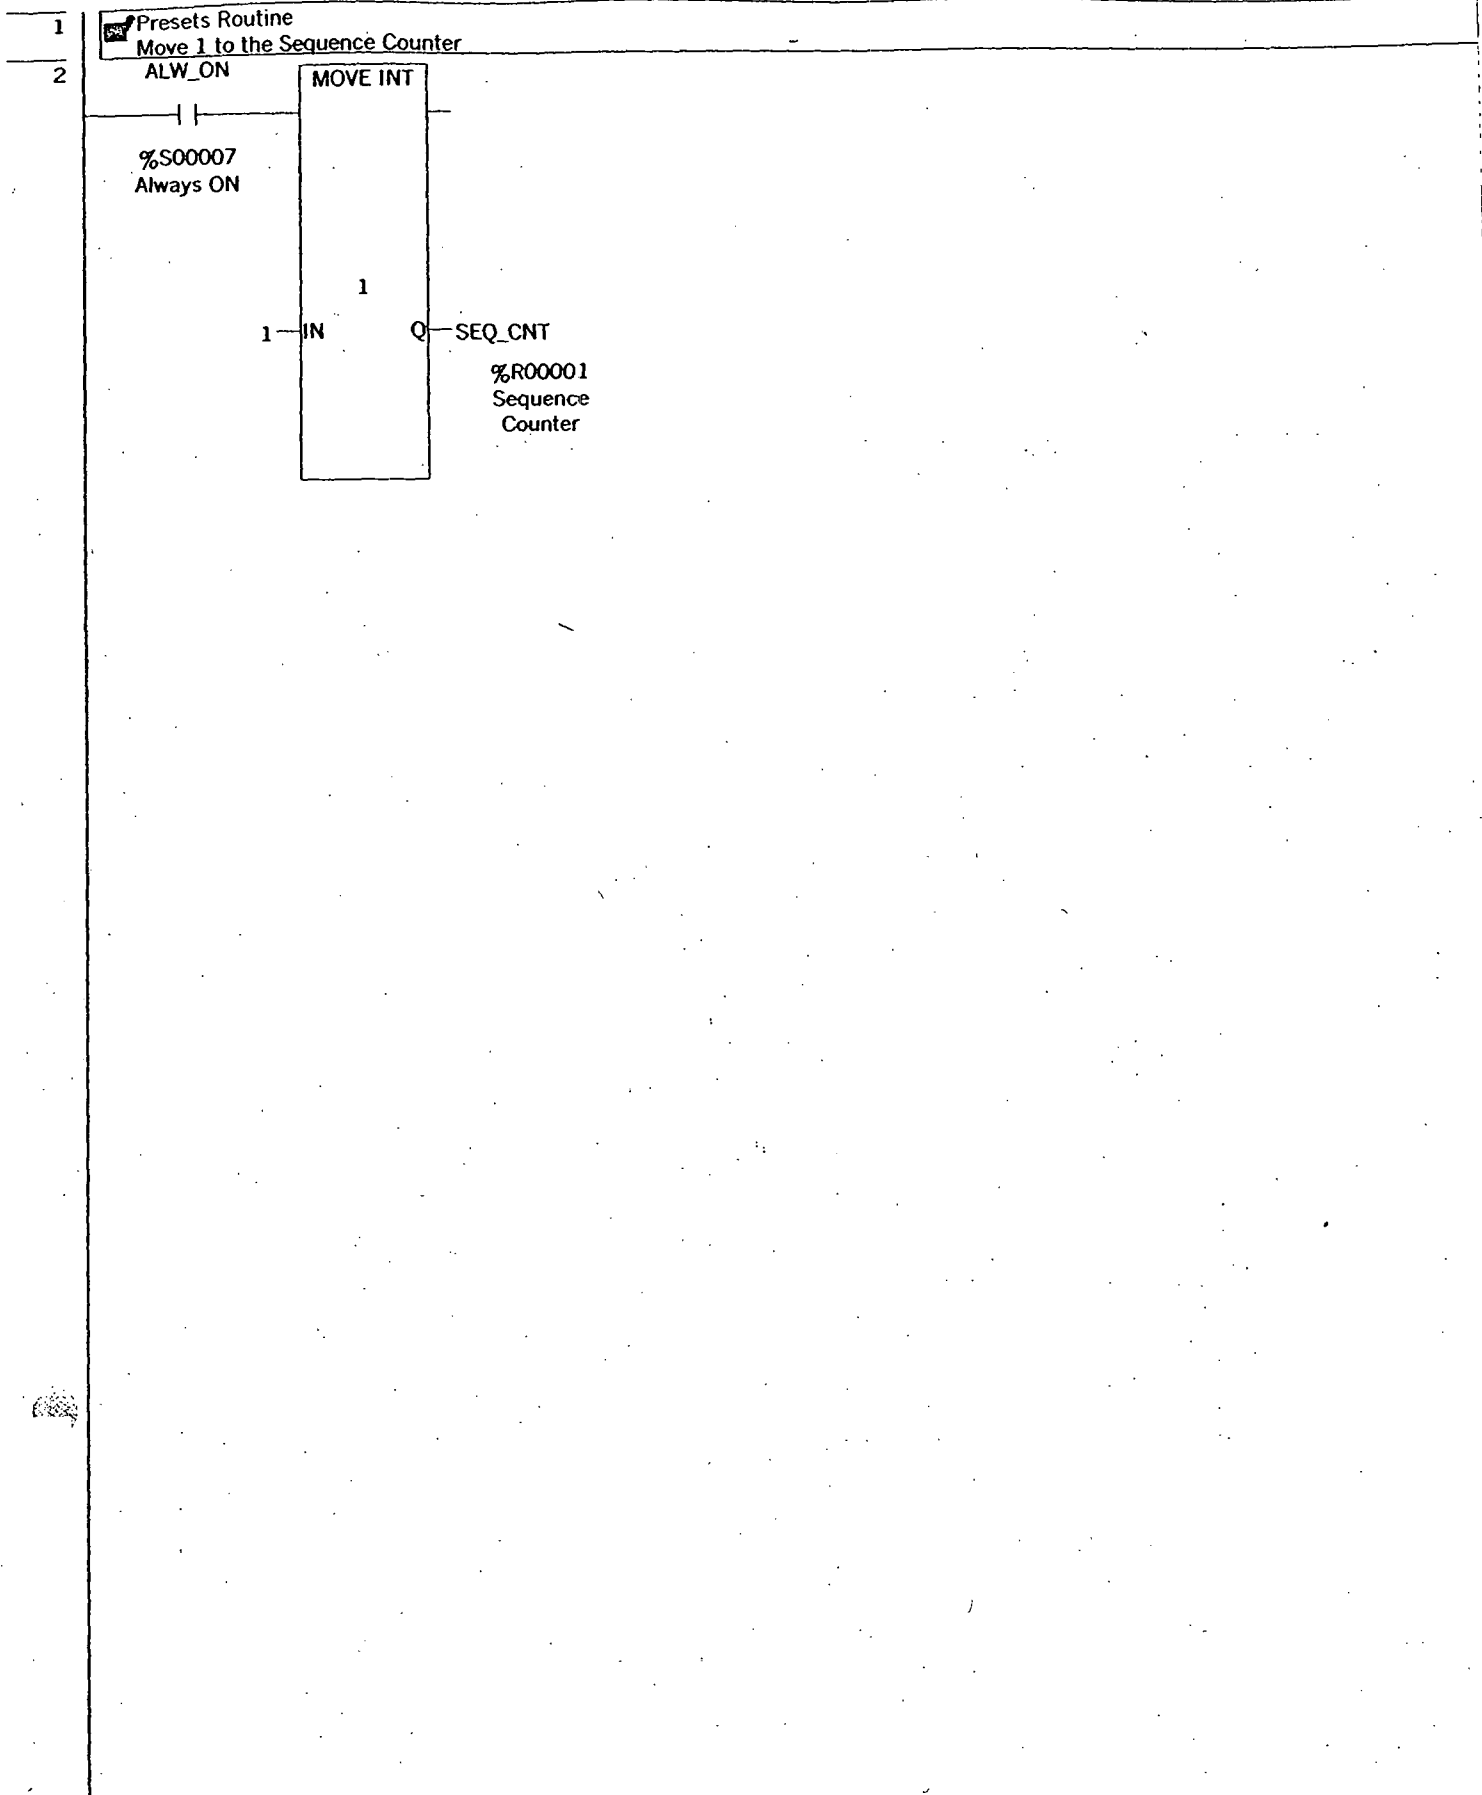 1
Presets Routine
Move 1 to the Sequence Counter
2
ALW_ON
MOVE INT
%S00007
Always ON
1
1 IN Q SEQ_CNT
%R00001
Sequence
Counter